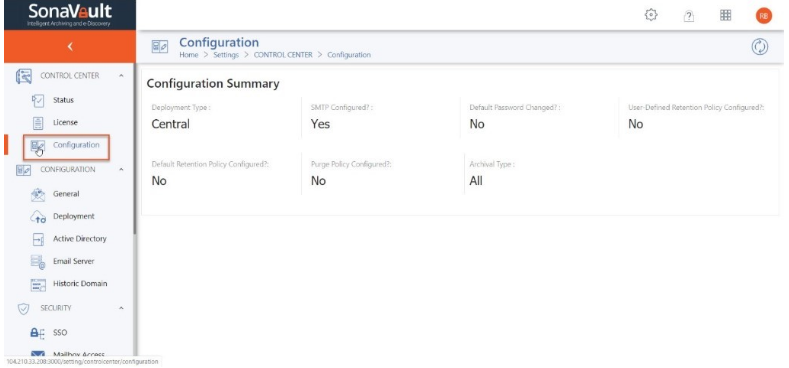 SonaVault
Intelligent Archiving and e-Discovery
RB
Configuration
Home > Settings > CONTROL CENTER > Configuration
CONTROL CENTER
Status
License
Configuration
CONFIGURATION
General
Deployment
Active Directory
Email Server
Historic Domain
SECURITY
SSO
Mailbox Access
104.210.33.208:3000/setting/controlcenter/configuration
Configuration Summary
Deployment Type :
Central
SMTP Configured? :
Yes
Default Password Changed? :
No
User-Defined Retention Policy Configured?:
No
Default Retention Policy Configured?:
No
Purge Policy Configured?:
No
Archival Type :
All